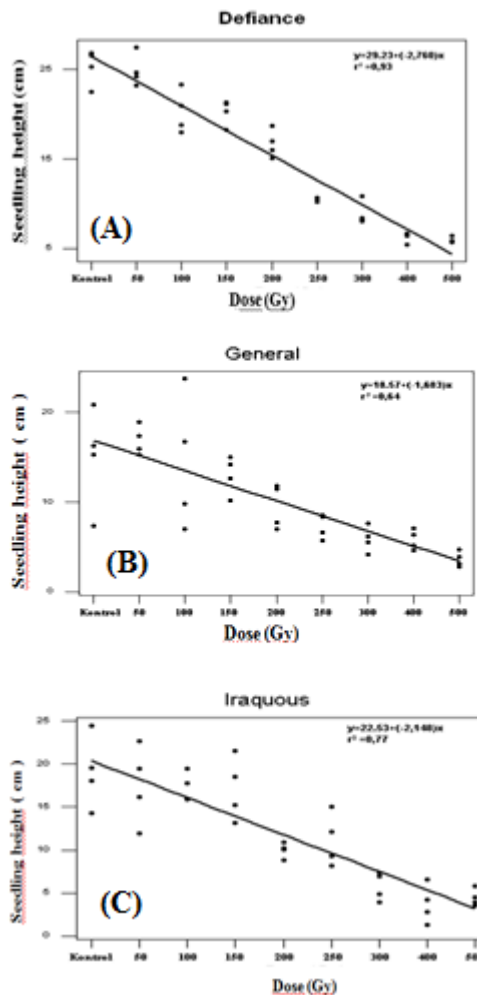 Defiance
y=29.23+(-2,768)x
r² =0,93
Seedling height (cm)
25
15
5
(A)
Kontrol 50 100 150 200 250 300 400 500
Dose (Gy)
General
y=18.57+(-1,683)x
r² =0,64
Seedling height ( cm )
20
10
0
(B)
Kontrol 50 100 150 200 250 300 400 500
Dose (Gy)
Iraquous
y=22.53+(-2,148)x
r² =0,77
Seedling height ( cm )
25
20
15
10
5
0
(C)
Kontrol 50 100 150 200 250 300 400 50
Dose (Gy)